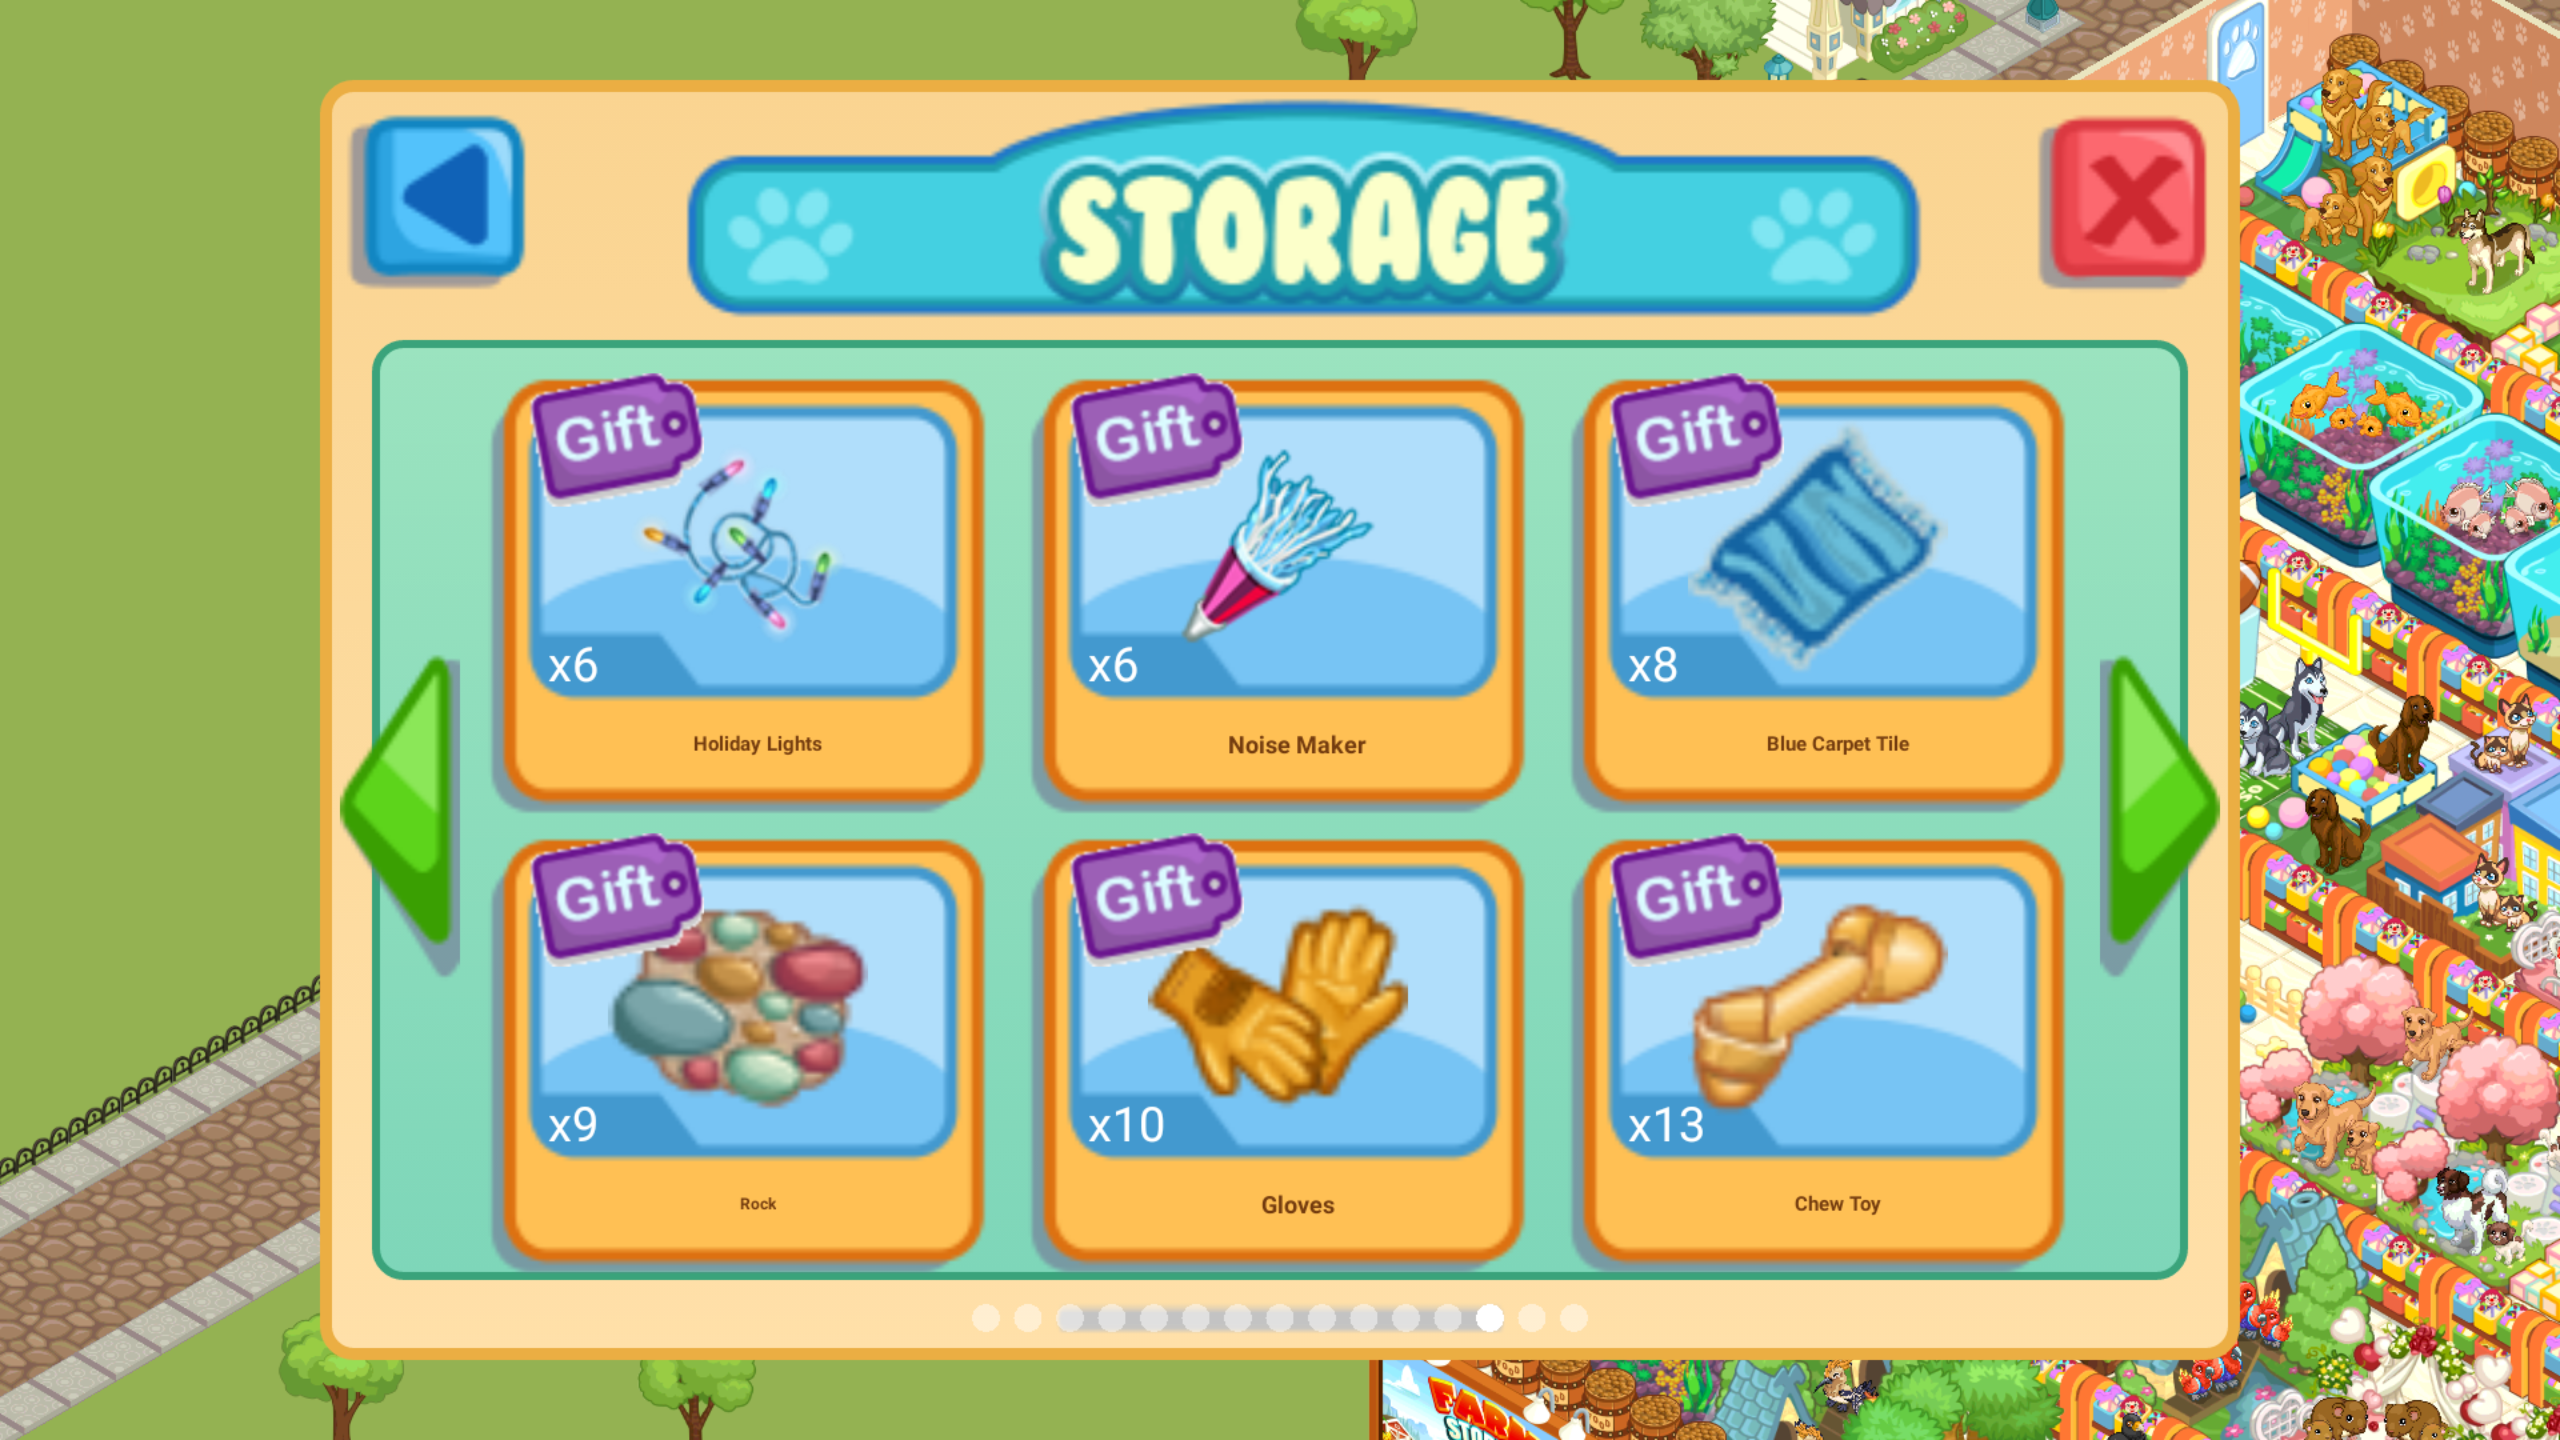 STORAGE
Gift
x6
Holiday Lights
Gift
x6
Noise Maker
Gift
x8
Blue Carpet Tile
Gift
x9
Rock
Gift
x10
Gloves
Gift
x13
Chew Toy